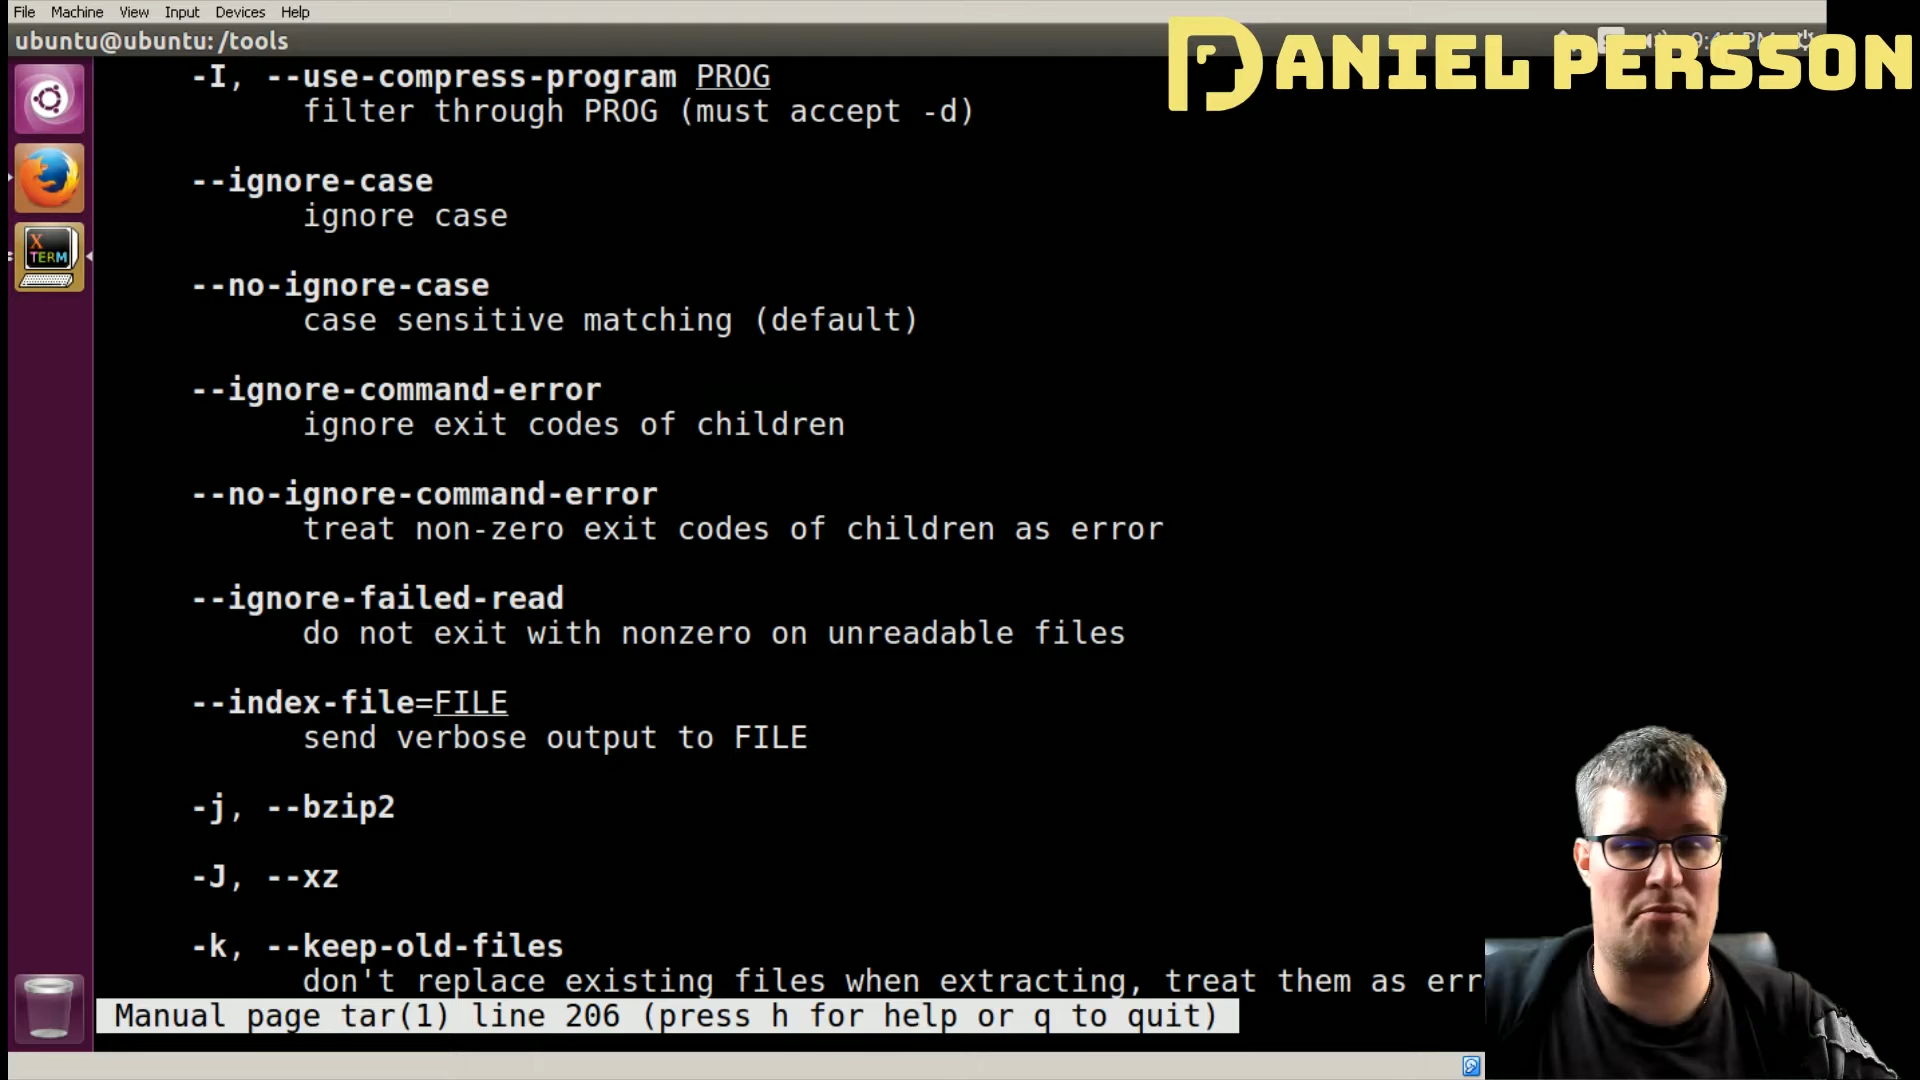 File Machine View Input Devices Help
ubuntu@ubuntu: /tools
DANIEL PERSSON
-I, --use-compress-program PROG
filter through PROG (must accept -d)
--ignore-case
ignore case
--no-ignore-case
case sensitive matching (default)
--ignore-command-error
ignore exit codes of children
--no-ignore-command-error
treat non-zero exit codes of children as error
--ignore-failed-read
do not exit with nonzero on unreadable files
--index-file=FILE
send verbose output to FILE
X
TERM
-j, --bzip2
-J, --xz
-k, --keep-old-files
don't replace existing files when extracting, treat them as err
Manual page tar(1) line 206 (press h for help or q to quit)